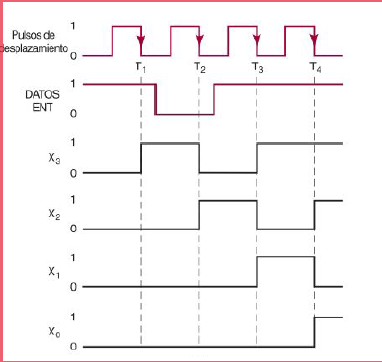 1
Pulsos de
desplazamiento
0
T1 T2 T3 T4
1
DATOS
ENT
0
1
X3
0
1
X2
0
1
X1
0
1
X0
0